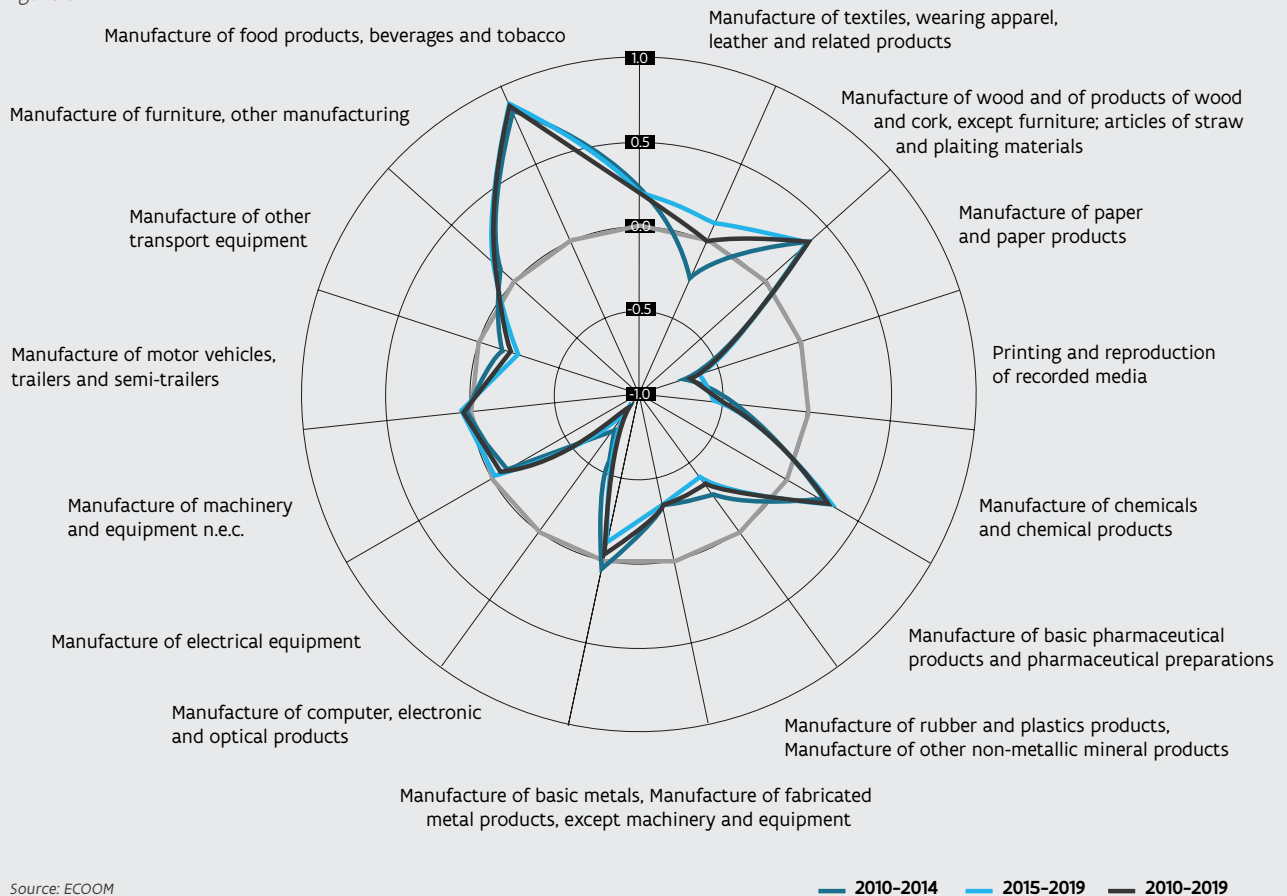 Manufacture of food products, beverages and tobacco
Manufacture of textiles, wearing apparel,
leather and related products
Manufacture of furniture, other manufacturing
Manufacture of wood and of products of wood
and cork, except furniture; articles of straw
and plaiting materials
Manufacture of other
transport equipment
Manufacture of paper
and paper products
Manufacture of motor vehicles,
trailers and semi-trailers
Printing and reproduction
of recorded media
Manufacture of machinery
and equipment n.e.c.
Manufacture of chemicals
and chemical products
Manufacture of electrical equipment
Manufacture of basic pharmaceutical
products and pharmaceutical preparations
Manufacture of computer, electronic
and optical products
Manufacture of rubber and plastics products,
Manufacture of other non-metallic mineral products
Manufacture of basic metals, Manufacture of fabricated
metal products, except machinery and equipment
1.0
0.5
0.0
-0.5
-1.0
Source: ECOOM
2010–2014
2015–2019
2010–2019